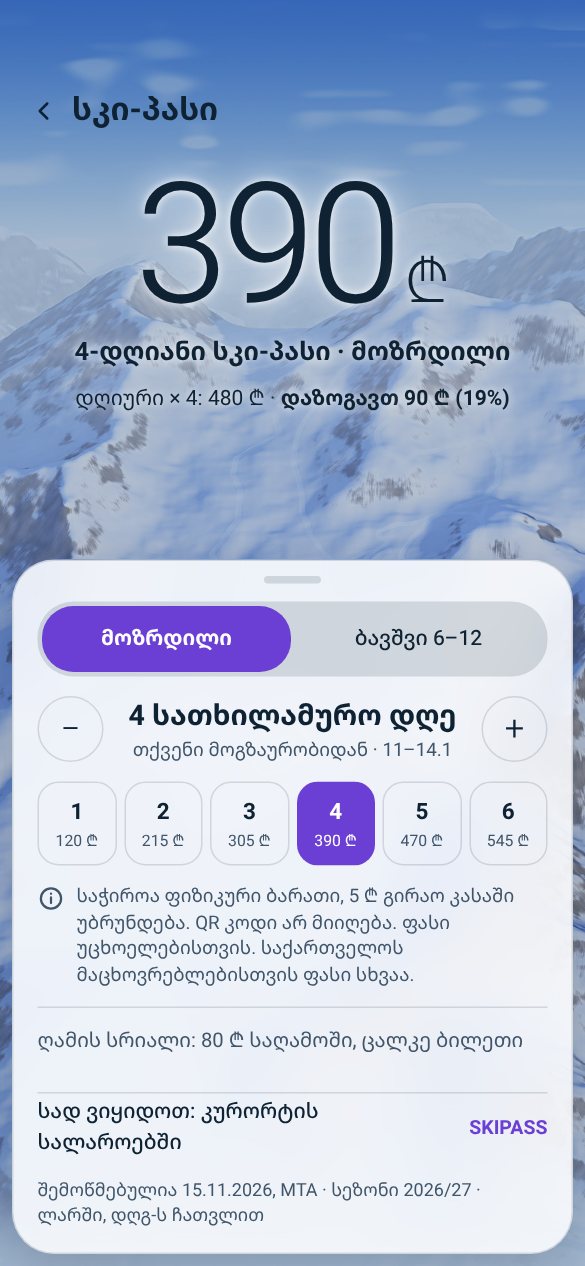 სკი-პასი
390 ₾
4-დღიანი სკი-პასი · მოზრდილი
დღიური × 4: 480 ₾ · დაზოგავთ 90 ₾ (19%)
მოზრდილი
ბავშვი 6–12
− 4 სათხილამურო დღე +
თქვენი მოგზაურობიდან · 11–14.1
1 2 3 4 5 6
120 ₾ 215 ₾ 305 ₾ 390 ₾ 470 ₾ 545 ₾
საჭიროა ფიზიკური ბარათი, 5 ₾ გირაო კასაში
უბრუნდება. QR კოდი არ მიიღება. ფასი
უცხოელებისთვის. საქართველოს
მაცხოვრებლებისთვის ფასი სხვაა.
ღამის სრიალი: 80 ₾ საღამოში, ცალკე ბილეთი
სად ვიყიდოთ: კურორტის
სალაროებში
SKIPASS
შემოწმებულია 15.11.2026, MTA · სეზონი 2026/27 ·
ლარში, დღგ-ს ჩათვლით